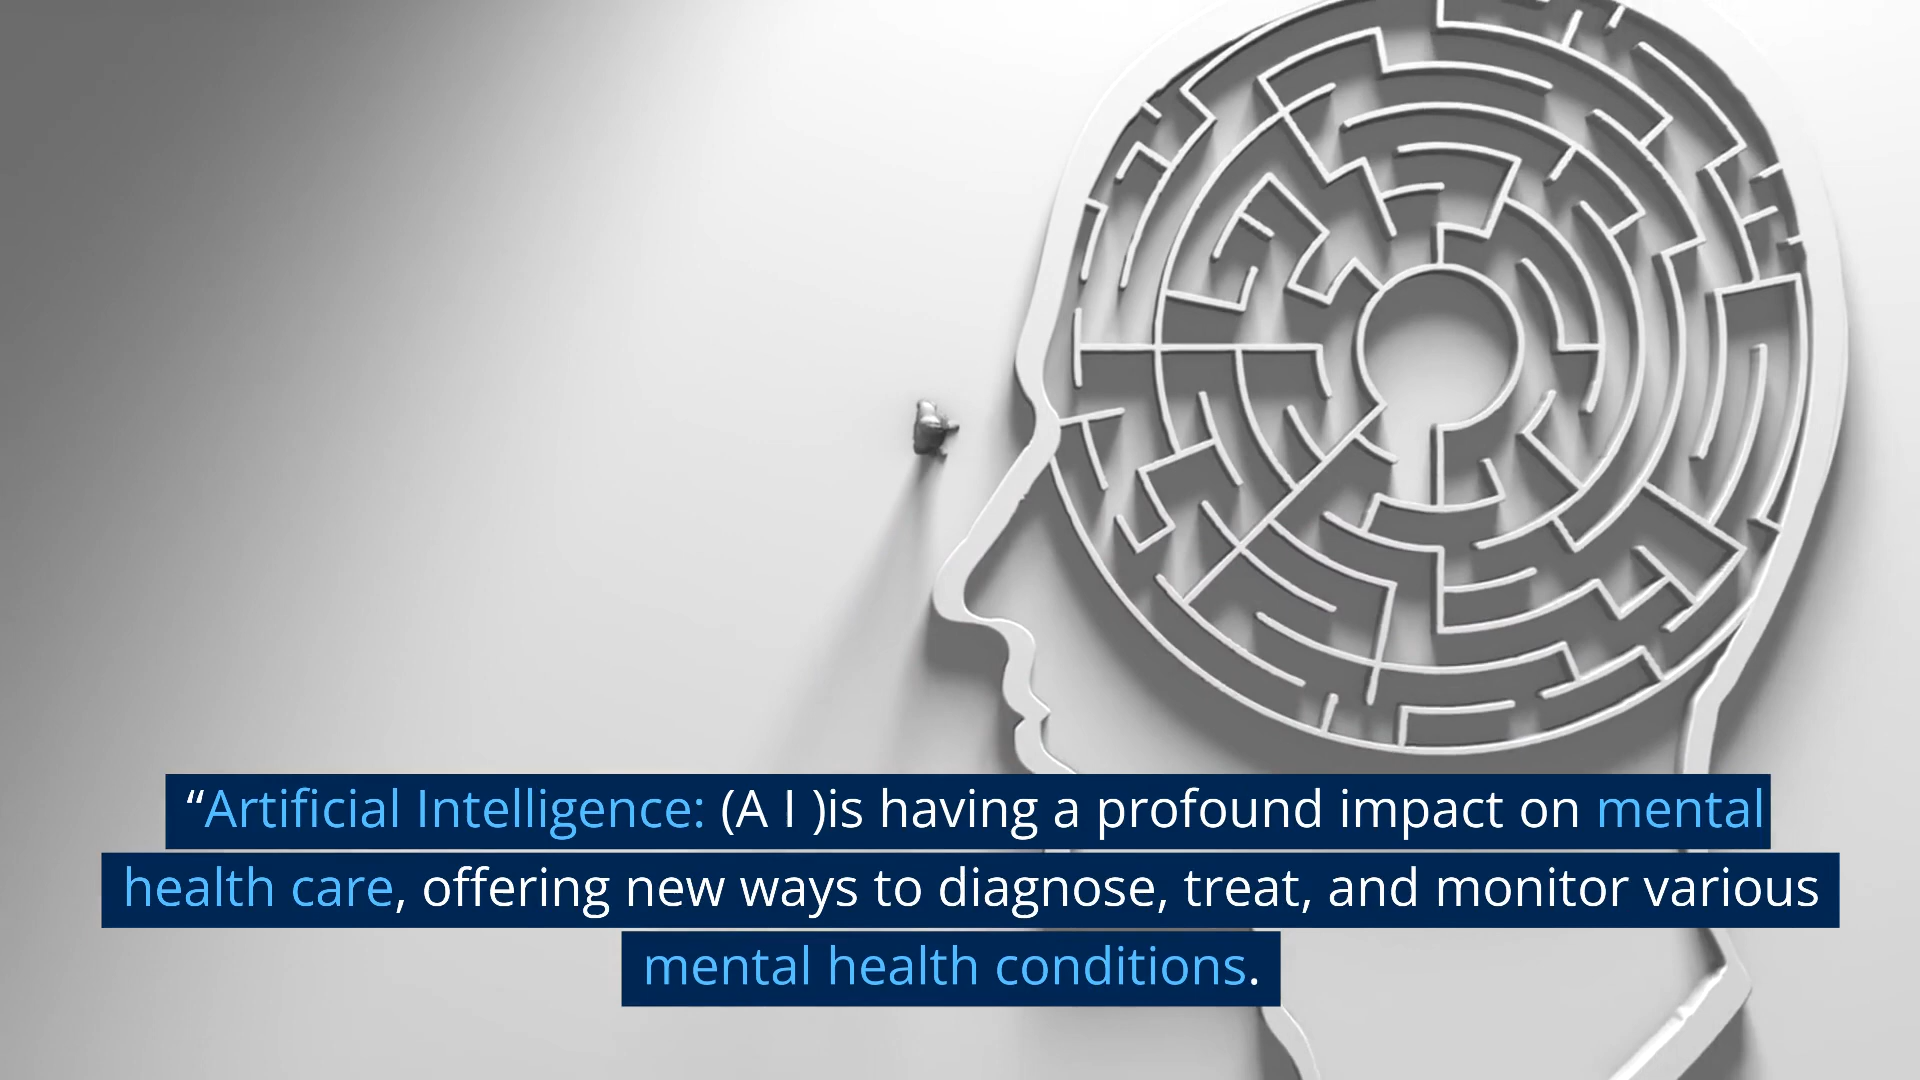 “Artificial Intelligence: (A I )is having a profound impact on mental
health care, offering new ways to diagnose, treat, and monitor various
mental health conditions.